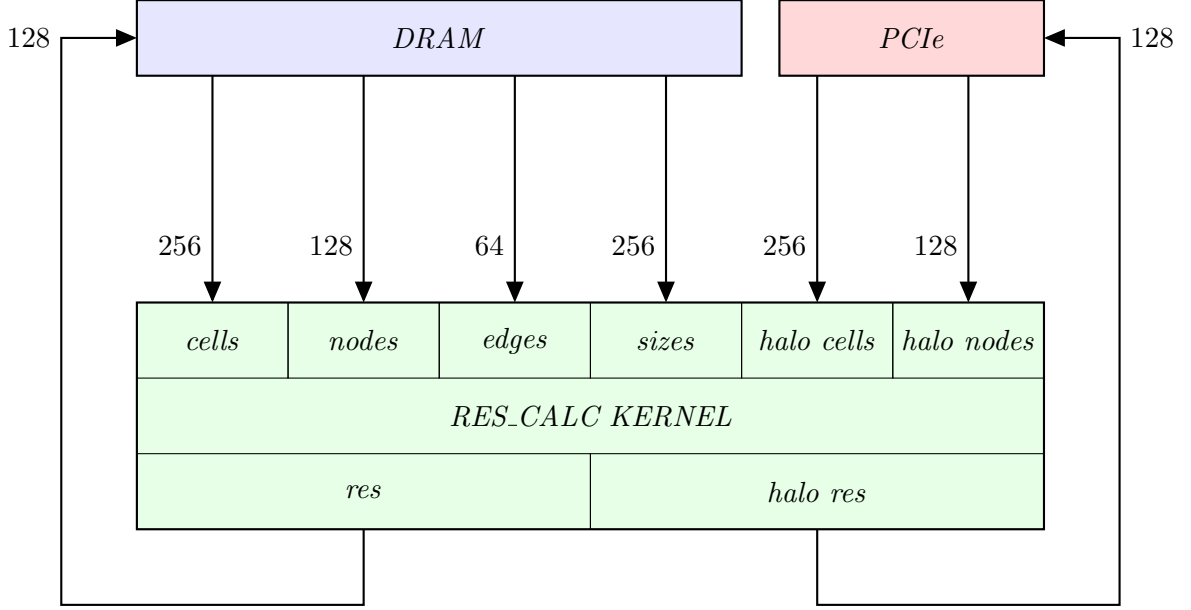 128 DRAM PCIe 128
256 128 64 256 256 128
cells nodes edges sizes halo cells halo nodes
RES_CALC KERNEL
res halo res